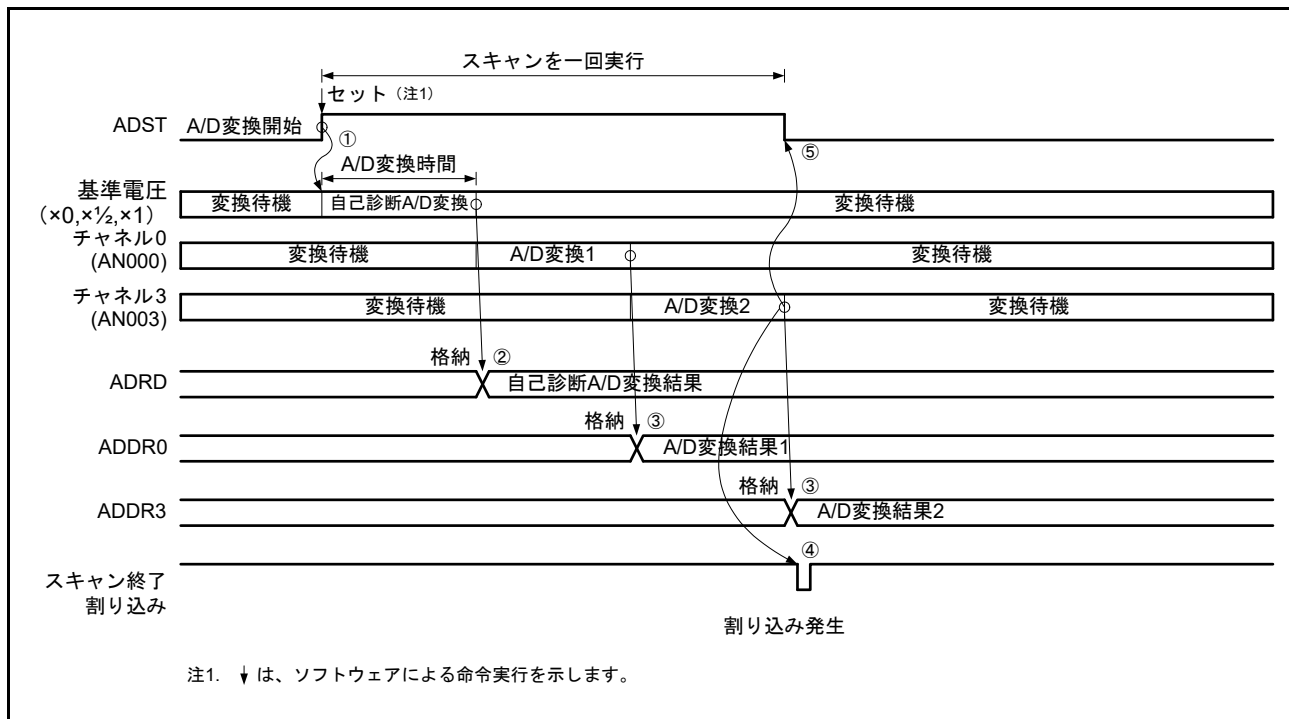 スキャンを一回実行
セット（注1）
ADST A/D変換開始 ① ⑤
A/D変換時間
基準電圧
（×0,×½,×1） 変換待機 自己診断A/D変換 変換待機
チャネル0
(AN000) 変換待機 A/D変換1 変換待機
チャネル3
(AN003) 変換待機 A/D変換2 変換待機
格納 ②
ADRD 自己診断A/D変換結果
格納 ③
ADDR0 A/D変換結果1
格納 ③
ADDR3 A/D変換結果2
④
スキャン終了
割り込み
割り込み発生
注1. ↓は、ソフトウェアによる命令実行を示します。